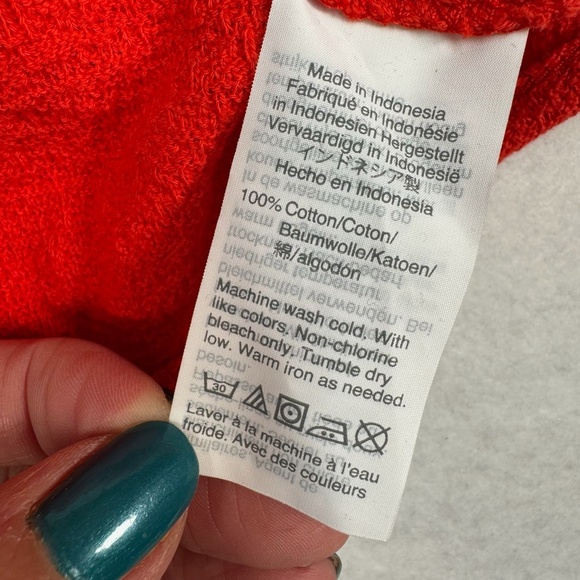 Made in Indonesia
Fabriqué en Indonésie
in Indonesien Hergestellt
Vervaardigd in Indonesië
インドネシア製
Hecho en Indonesia
100% Cotton/Coton/
Baumwolle/Katoen/
綿/algodón
Machine wash cold. With
like colors. Non-chlorine
bleach only. Tumble dry
low. Warm iron as needed.
30
Laver à la machine à l'eau
froide. Avec des couleurs